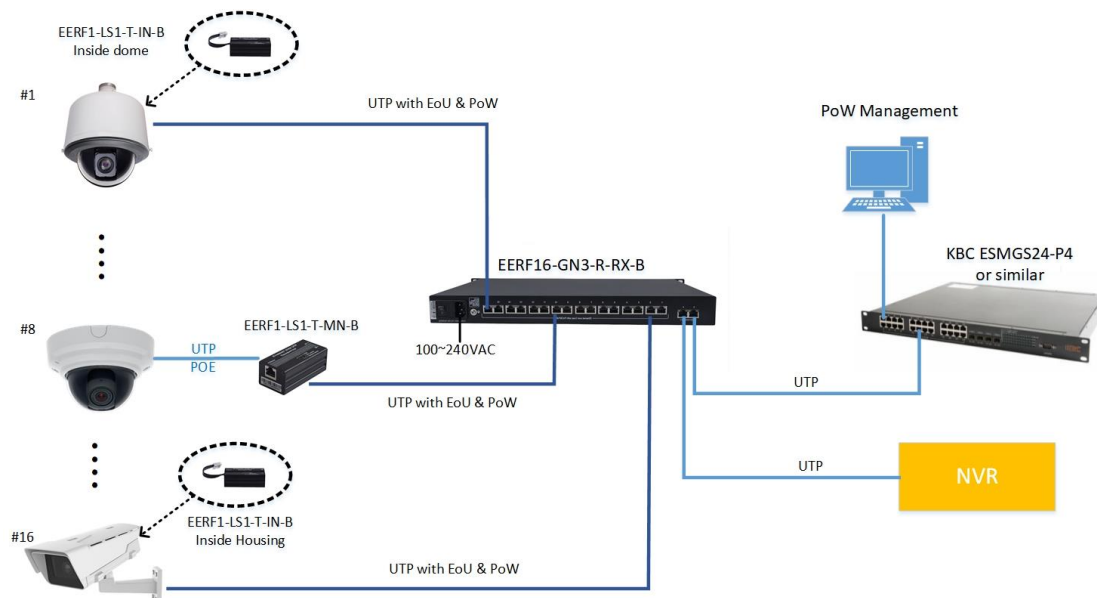 EERF1-LS1-T-IN-B
Inside dome
#1
UTP with EoU & PoW
PoW Management
EERF16-GN3-R-RX-B
KBC ESMGS24-P4
or similar
#8
EERF1-LS1-T-MN-B
UTP
POE
100~240VAC
UTP with EoU & PoW
UTP
UTP
NVR
EERF1-LS1-T-IN-B
Inside Housing
#16
UTP with EoU & PoW